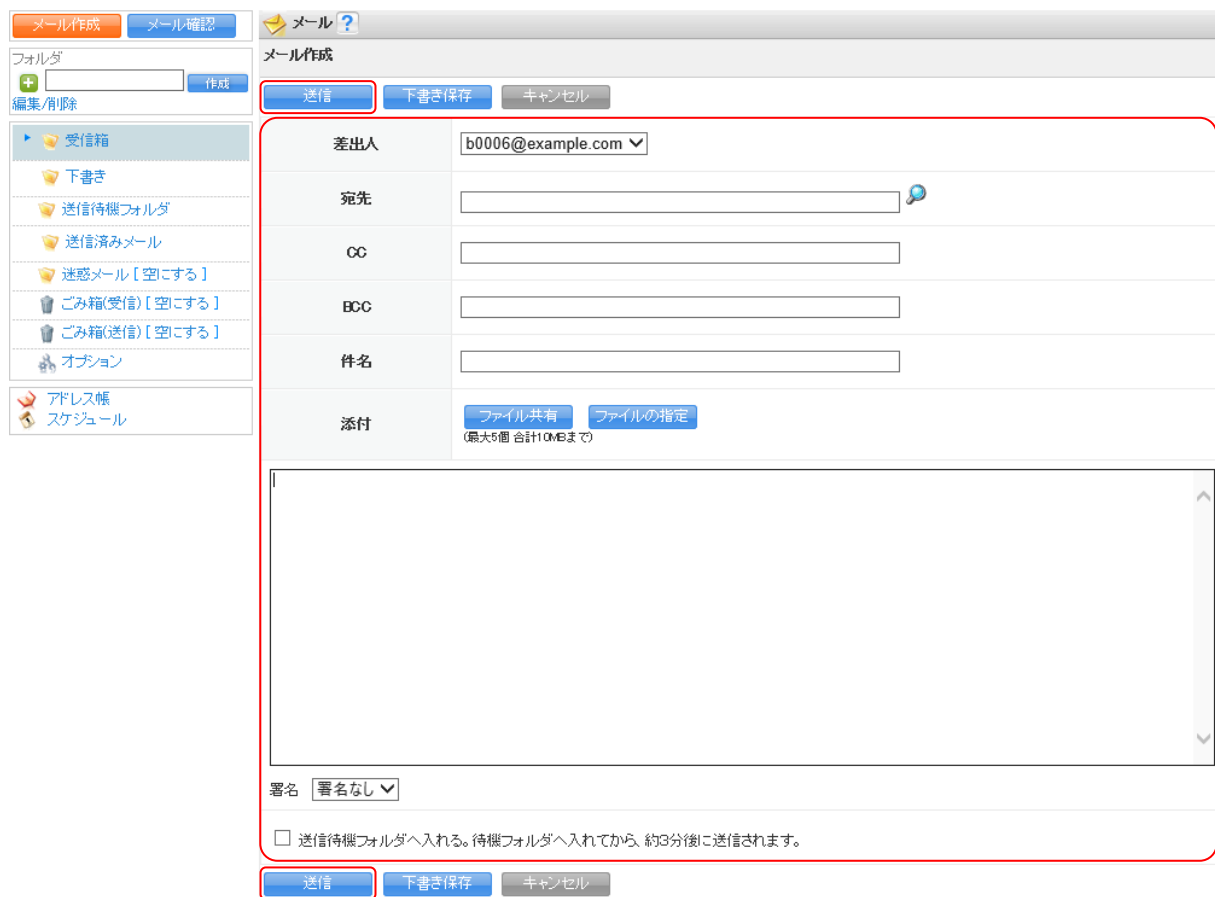 メール作成 メール確認
フォルダ
作成
編集/削除
受信箱
下書き
送信待機フォルダ
送信済みメール
迷惑メール [ 空にする ]
ごみ箱(受信) [ 空にする ]
ごみ箱(送信) [ 空にする ]
オプション
アドレス帳
スケジュール
メール ?
メール作成
送信 下書き保存 キャンセル
差出人 b0006@example.com
宛先
CC
BCC
件名
添付 ファイル共有 ファイルの指定
(最大5個 合計10MBまで)
署名 署名なし
送信待機フォルダへ入れる。待機フォルダへ入れてから、約3分後に送信されます。
送信 下書き保存 キャンセル